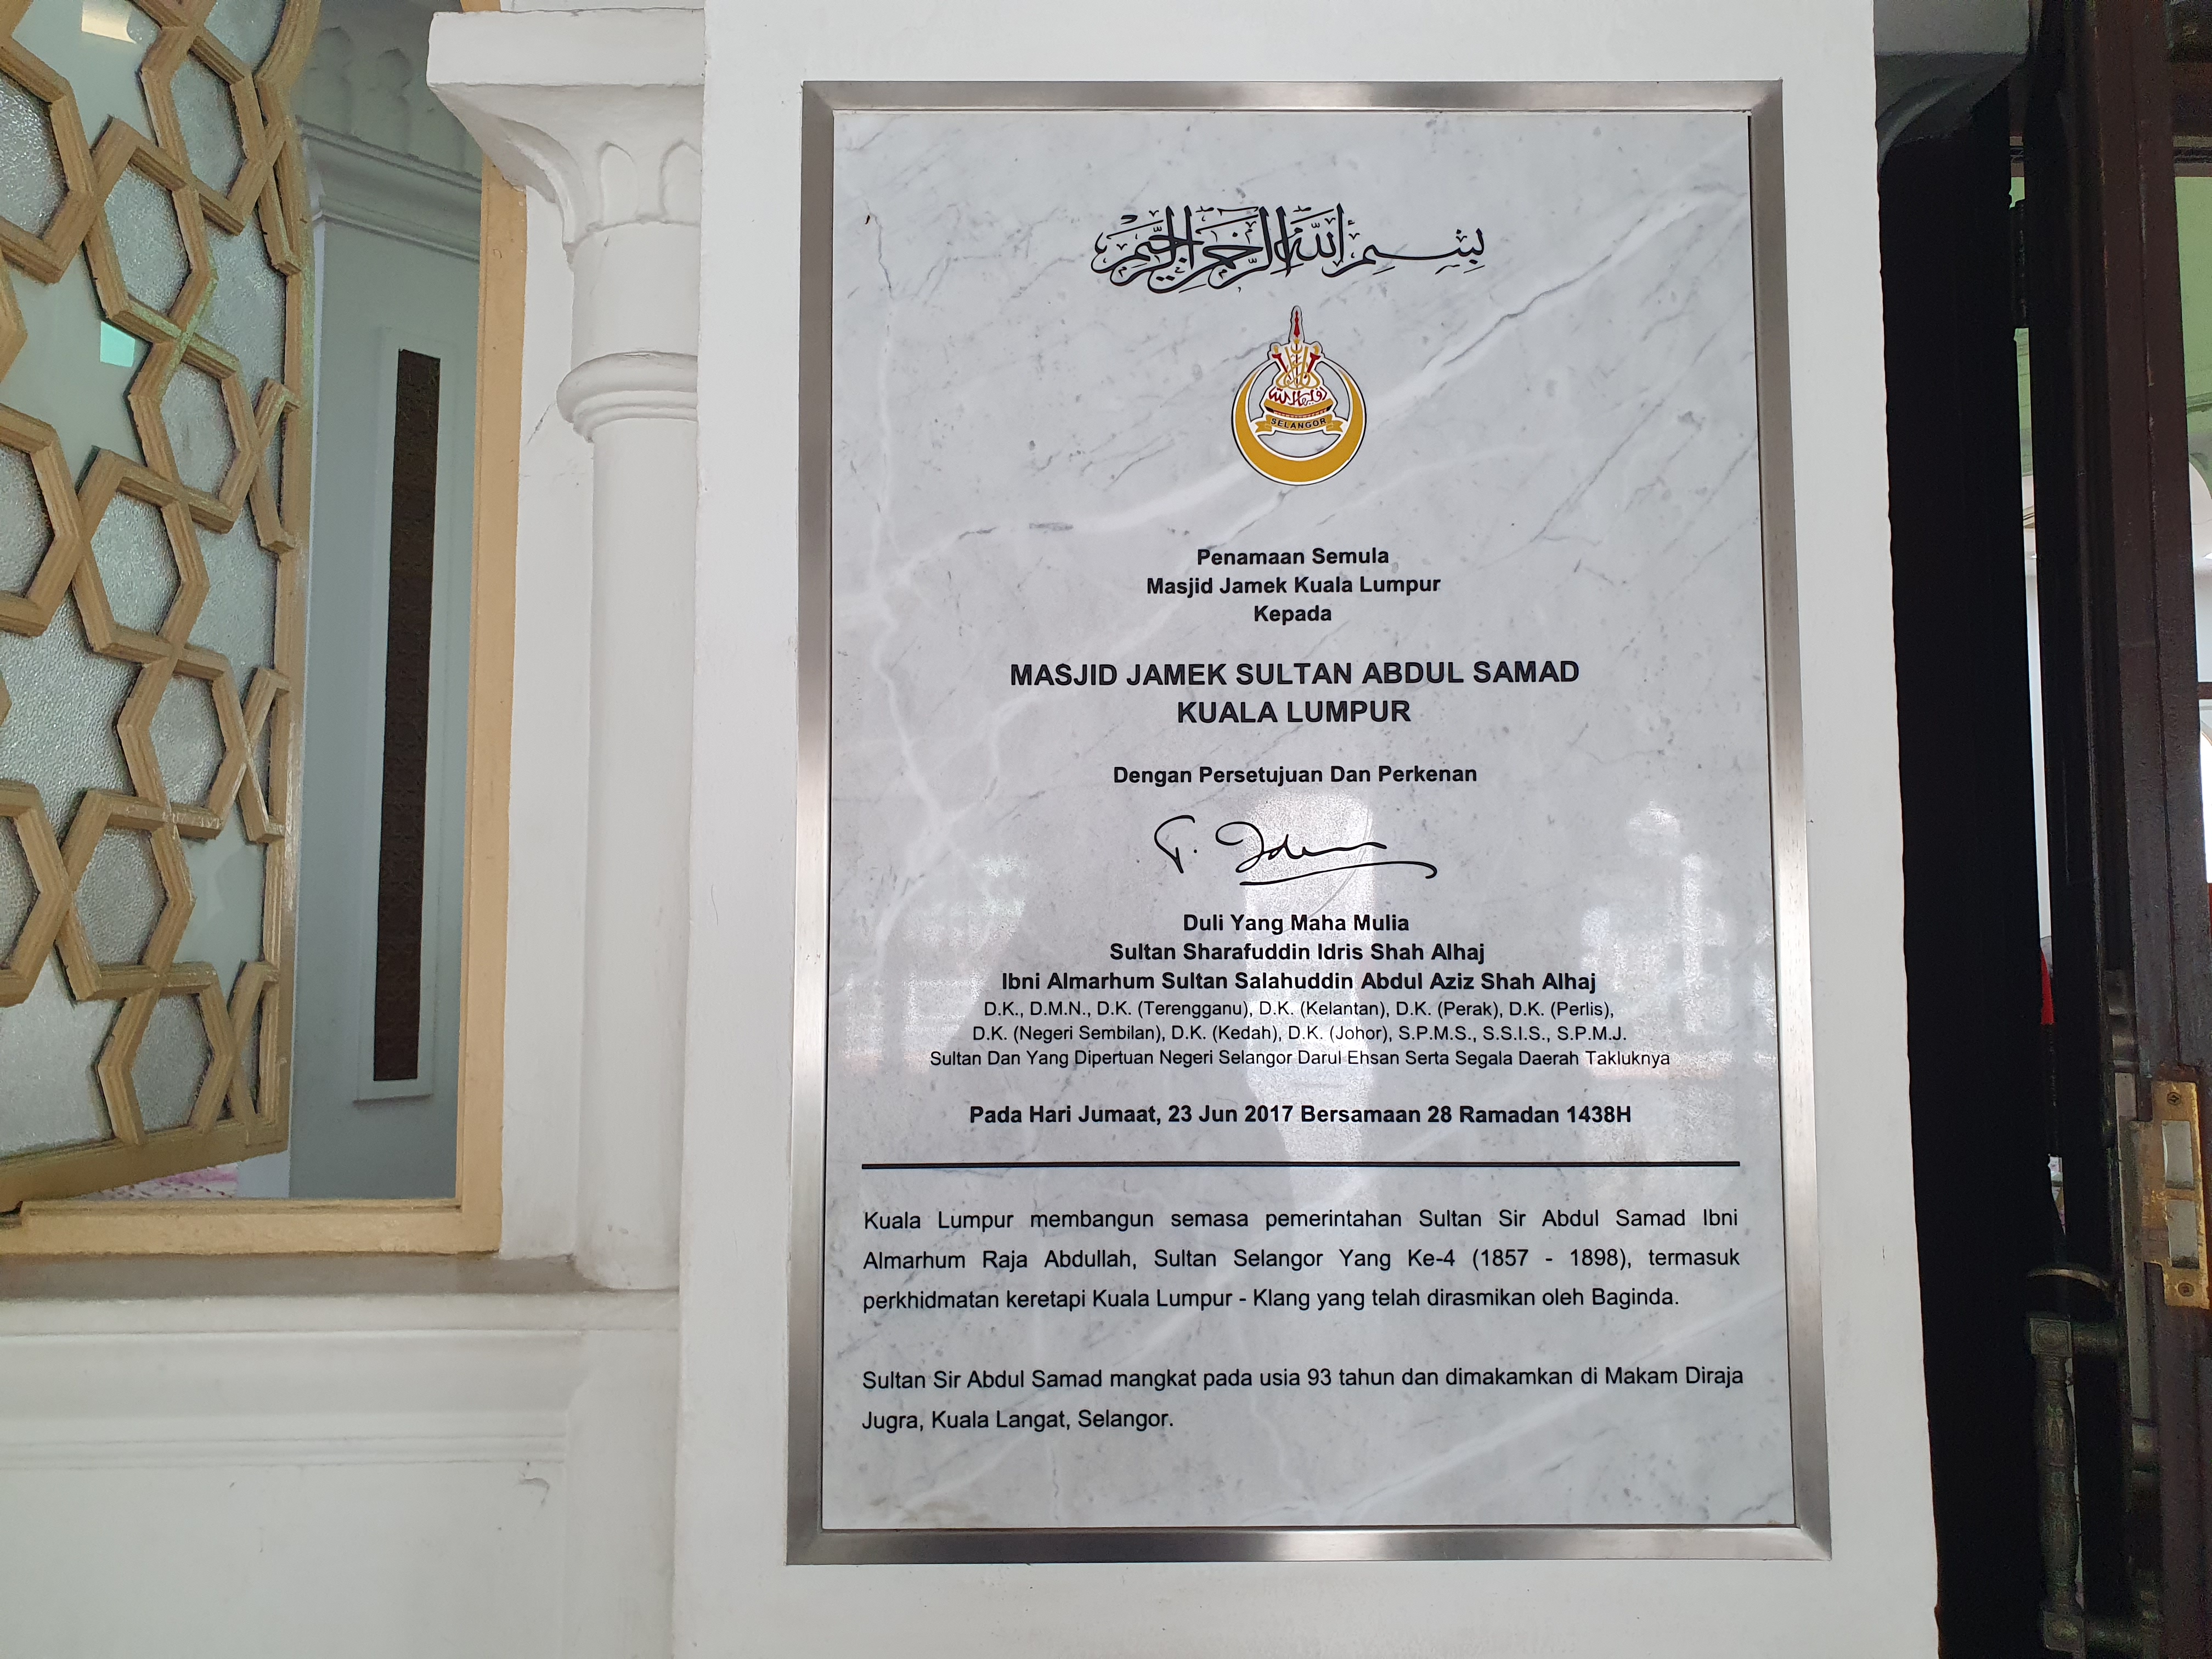 بِسْمِ اللَّهِ الرَّحْمَنِ الرَّحِيمِ
SELANGOR
Penamaan Semula
Masjid Jamek Kuala Lumpur
Kepada
MASJID JAMEK SULTAN ABDUL SAMAD
KUALA LUMPUR
Dengan Persetujuan Dan Perkenan
Duli Yang Maha Mulia
Sultan Sharafuddin Idris Shah Alhaj
Ibni Almarhum Sultan Salahuddin Abdul Aziz Shah Alhaj
D.K., D.M.N., D.K. (Terengganu), D.K. (Kelantan), D.K. (Perak), D.K. (Perlis),
D.K. (Negeri Sembilan), D.K. (Kedah), D.K. (Johor), S.P.M.S., S.S.I.S., S.P.M.J.
Sultan Dan Yang Dipertuan Negeri Selangor Darul Ehsan Serta Segala Daerah Takluknya
Pada Hari Jumaat, 23 Jun 2017 Bersamaan 28 Ramadan 1438H
Kuala Lumpur membangun semasa pemerintahan Sultan Sir Abdul Samad Ibni
Almarhum Raja Abdullah, Sultan Selangor Yang Ke-4 (1857 - 1898), termasuk
perkhidmatan keretapi Kuala Lumpur - Klang yang telah dirasmikan oleh Baginda.
Sultan Sir Abdul Samad mangkat pada usia 93 tahun dan dimakamkan di Makam Diraja
Jugra, Kuala Langat, Selangor.